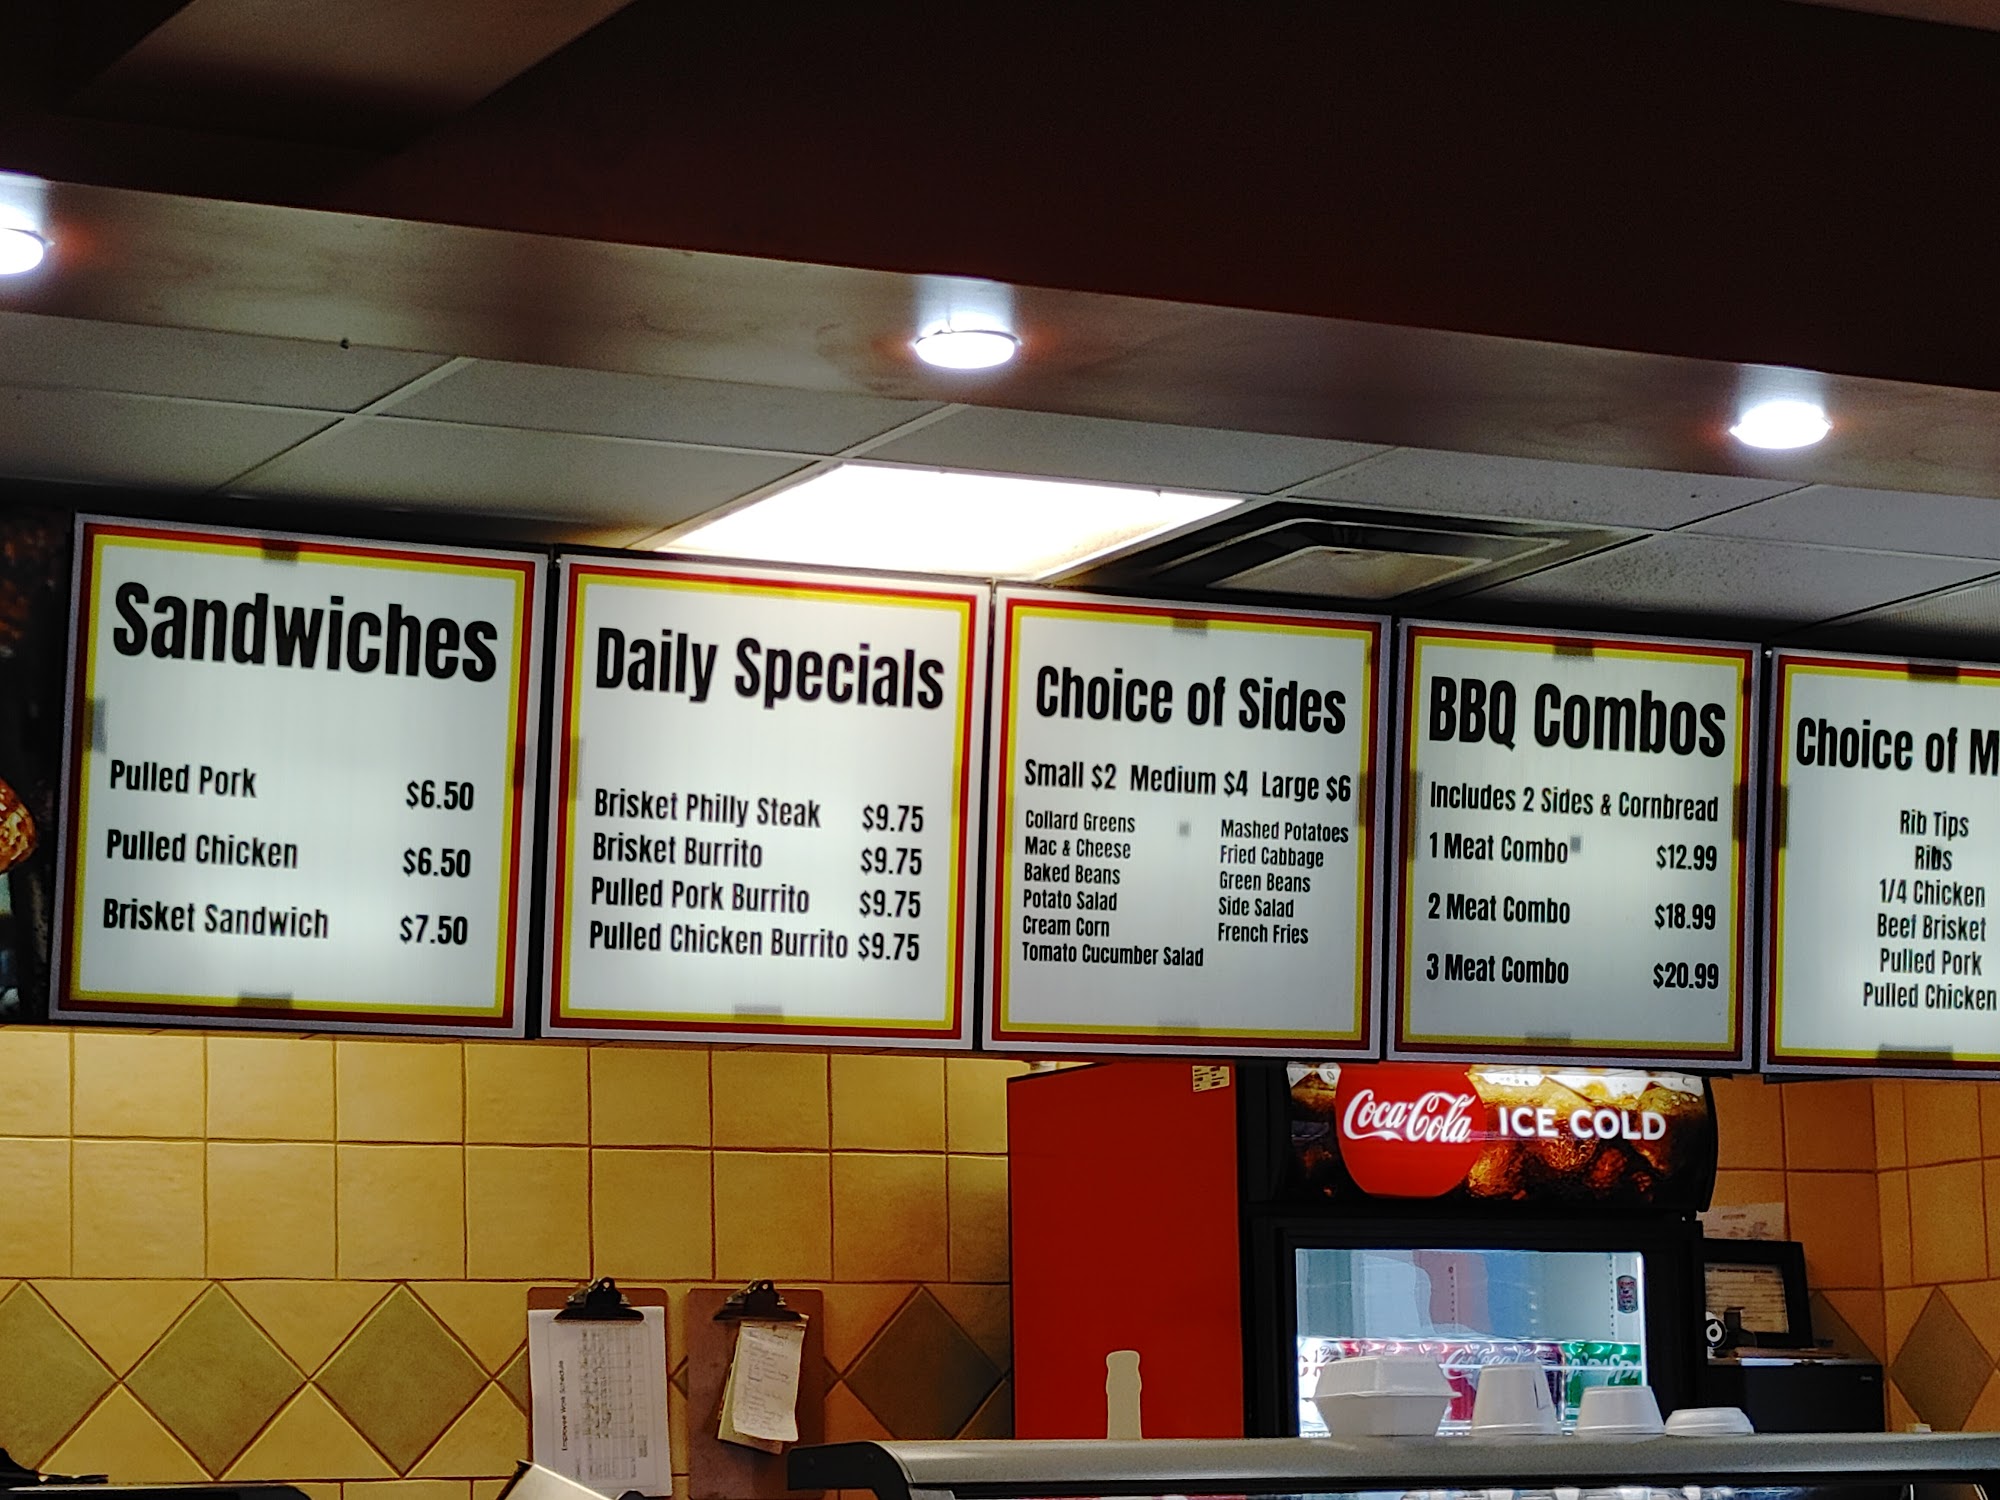 Sandwiches
Pulled Pork $6.50
Pulled Chicken $6.50
Brisket Sandwich $7.50
Daily Specials
Brisket Philly Steak $9.75
Brisket Burrito $9.75
Pulled Pork Burrito $9.75
Pulled Chicken Burrito $9.75
Choice of Sides
Small $2 Medium $4 Large $6
Collard Greens
Mac & Cheese
Baked Beans
Potato Salad
Cream Corn
Tomato Cucumber Salad
Mashed Potatoes
Fried Cabbage
Green Beans
Side Salad
French Fries
BBQ Combos
Includes 2 Sides & Cornbread
1 Meat Combo $12.99
2 Meat Combo $18.99
3 Meat Combo $20.99
Choice of M
Rib Tips
Ribs
1/4 Chicken
Beef Brisket
Pulled Pork
Pulled Chicken
Coca-Cola ICE COLD
Employee Work Schedule